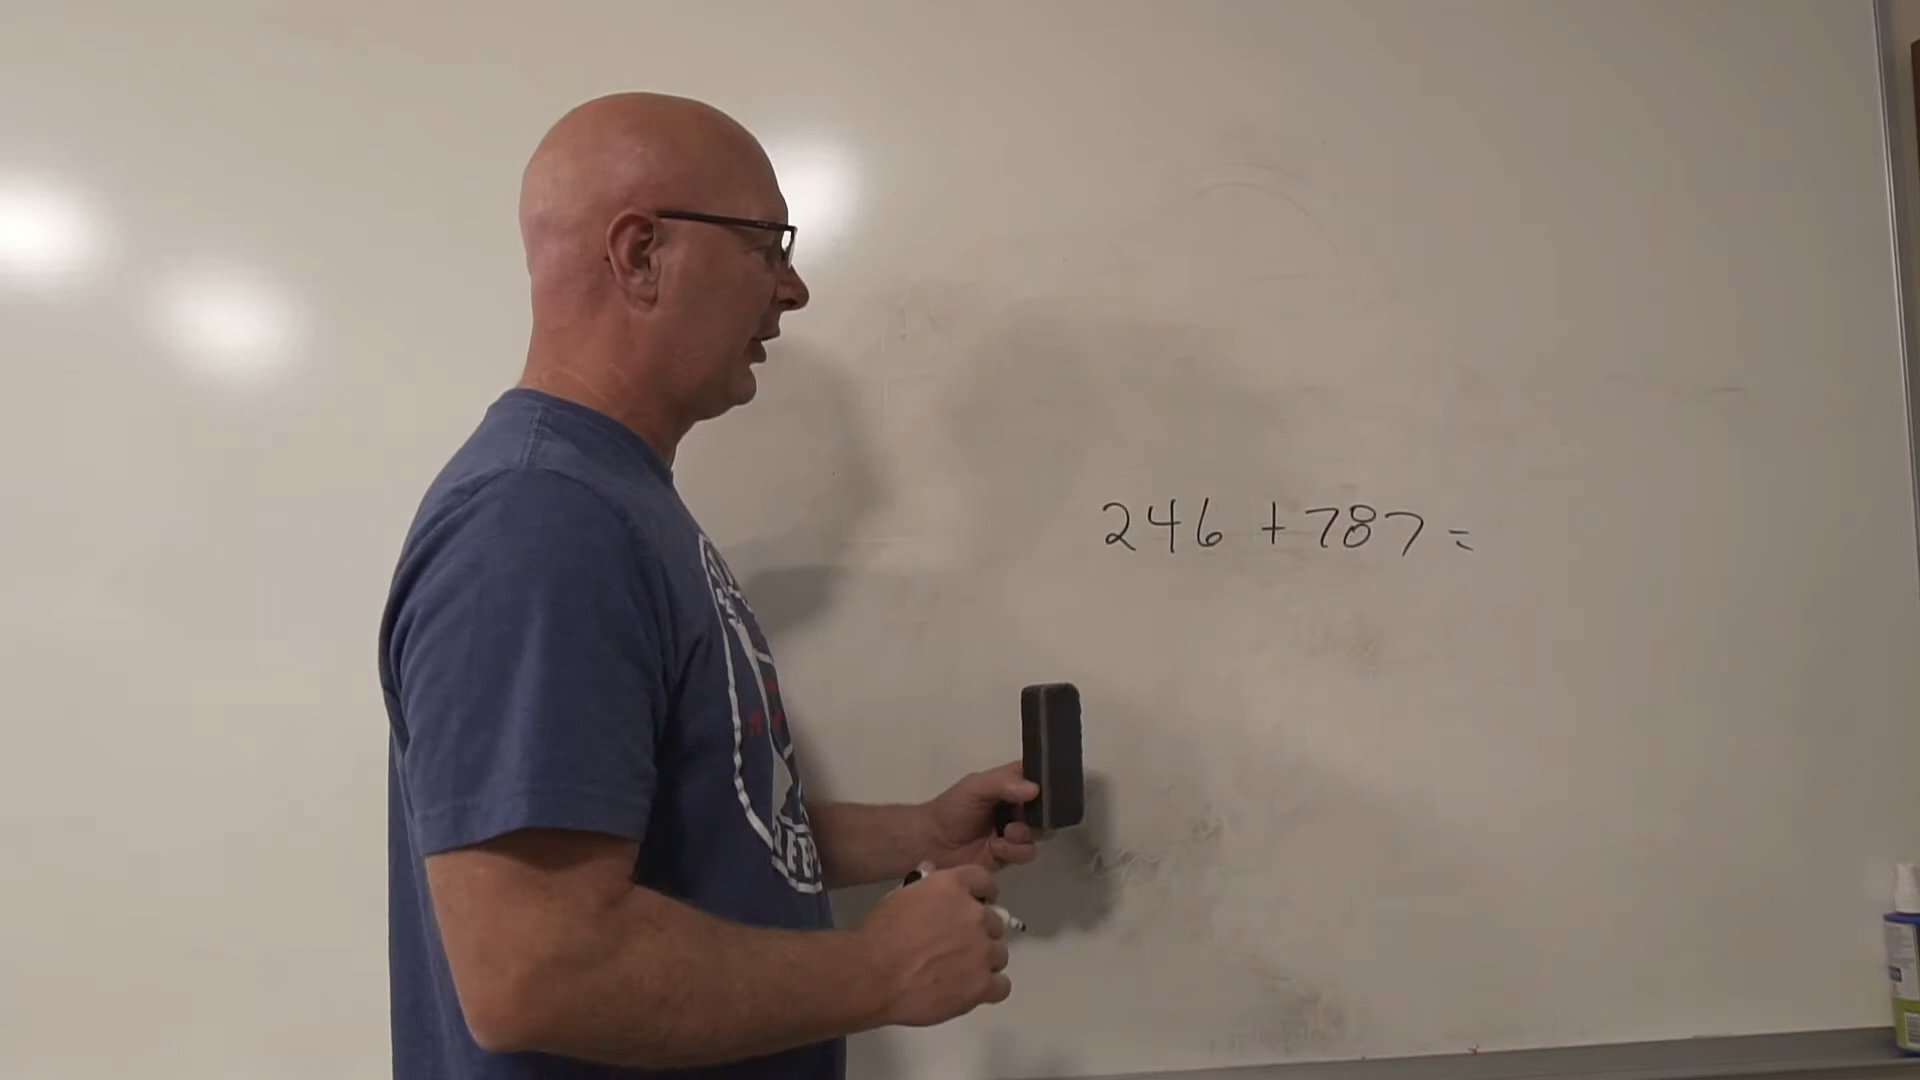 246 + 787 =